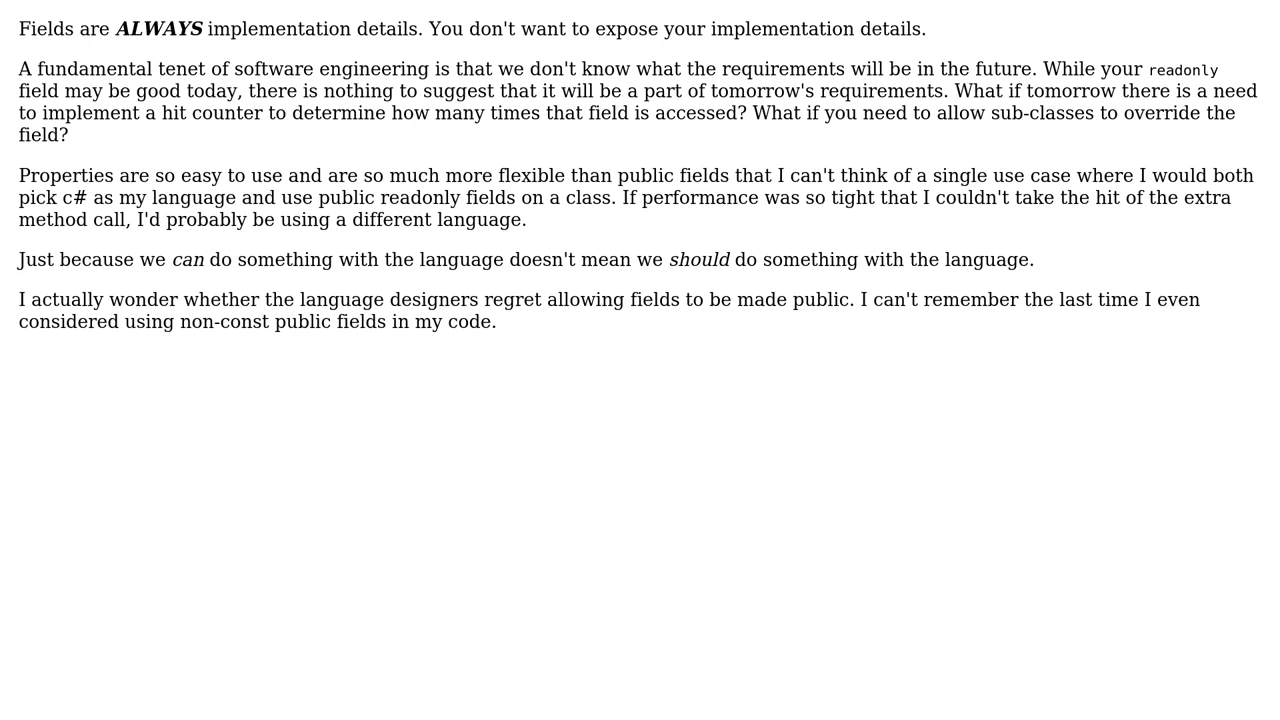 Fields are ALWAYS implementation details. You don't want to expose your implementation details.
A fundamental tenet of software engineering is that we don't know what the requirements will be in the future. While your readonly
field may be good today, there is nothing to suggest that it will be a part of tomorrow's requirements. What if tomorrow there is a need
to implement a hit counter to determine how many times that field is accessed? What if you need to allow sub-classes to override the
field?
Properties are so easy to use and are so much more flexible than public fields that I can't think of a single use case where I would both
pick c# as my language and use public readonly fields on a class. If performance was so tight that I couldn't take the hit of the extra
method call, I'd probably be using a different language.
Just because we can do something with the language doesn't mean we should do something with the language.
I actually wonder whether the language designers regret allowing fields to be made public. I can't remember the last time I even
considered using non-const public fields in my code.